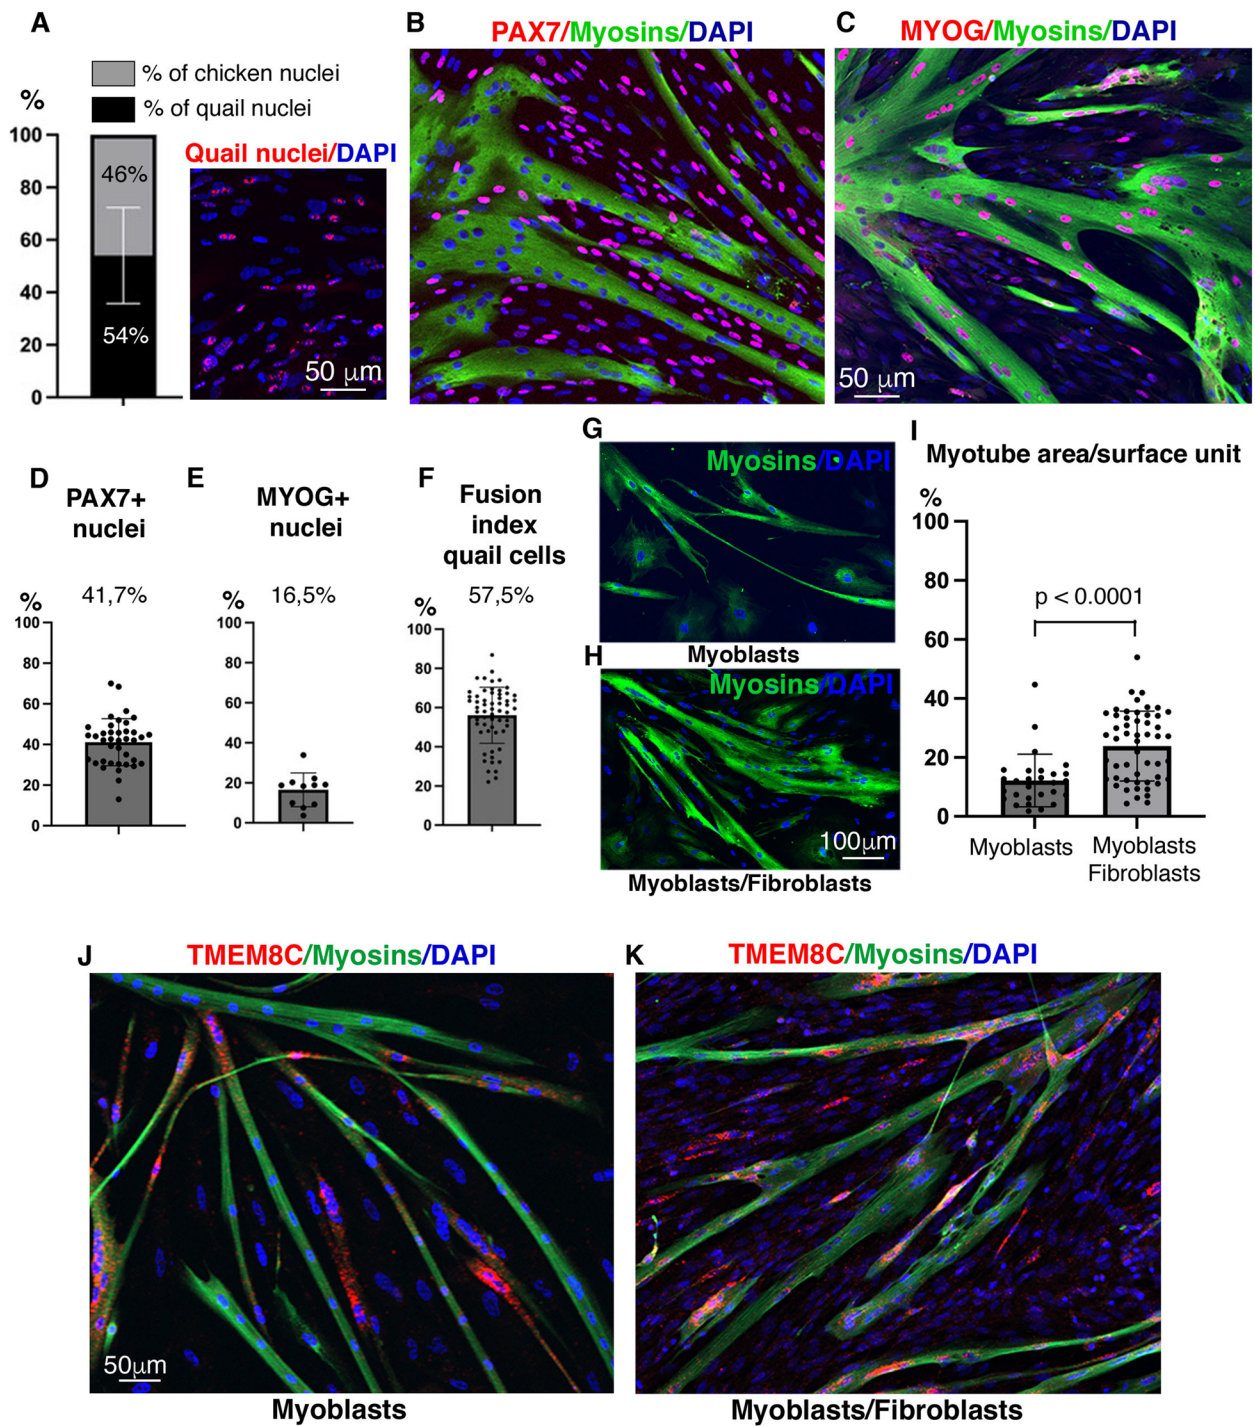 A
% of chicken nuclei
% of quail nuclei
%
100
80
60
40
20
0
46%
54%
Quail nuclei/DAPI
50 µm
B
PAX7/Myosins/DAPI
C
MYOG/Myosins/DAPI
50 µm
D
PAX7+
nuclei
41,7%
%
100
80
60
40
20
0
E
MYOG+
nuclei
16,5%
%
100
80
60
40
20
0
F
Fusion
index
quail cells
57,5%
%
100
80
60
40
20
0
G
Myosins/DAPI
Myoblasts
H
Myosins/DAPI
100µm
Myoblasts/Fibroblasts
I
Myotube area/surface unit
%
100
80
60
40
20
0
p < 0.0001
Myoblasts
Myoblasts
Fibroblasts
J
TMEM8C/Myosins/DAPI
50µm
Myoblasts
K
TMEM8C/Myosins/DAPI
Myoblasts/Fibroblasts